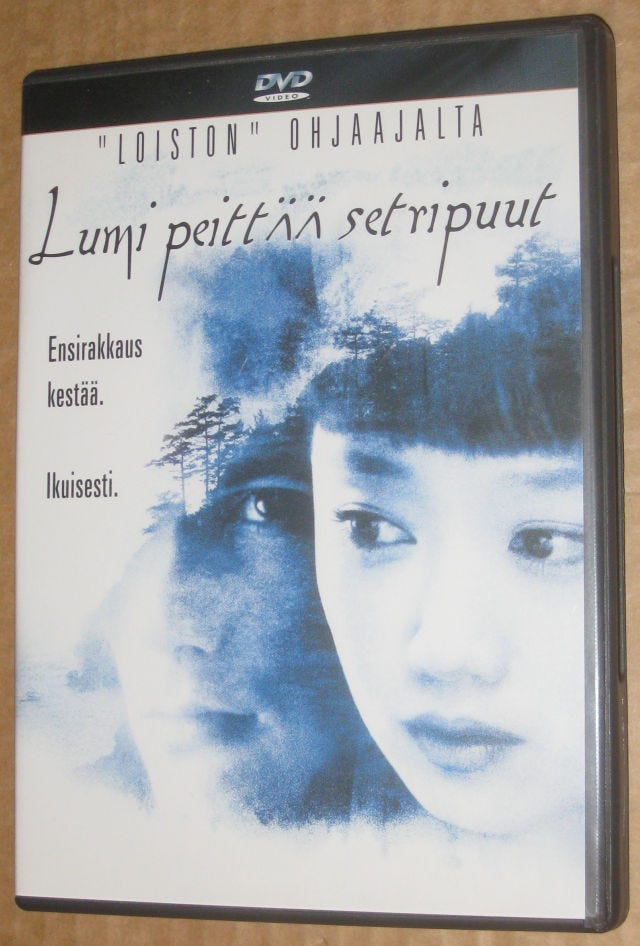 DVD
VIDEO
"LOISTON" OHJAAJALTA
Lumi peittää setripuut
Ensirakkaus
kestää.
Ikuisesti.